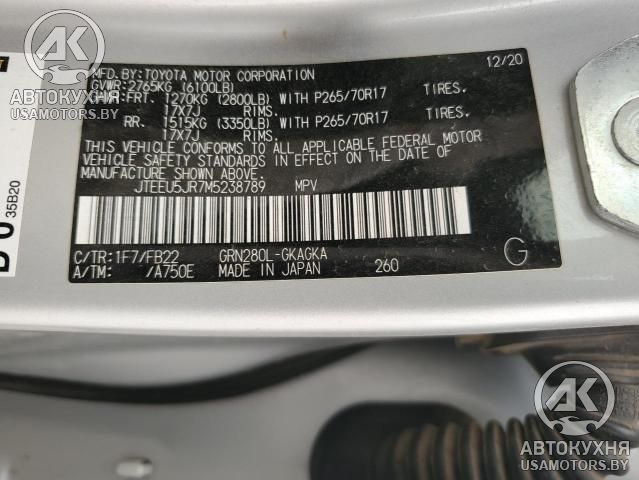 MFD. BY: TOYOTA MOTOR CORPORATION 12/20
GVWR: 2765KG (6100LB)
FRT. 1270KG (2800LB) WITH P265/70R17 TIRES.
17X7J RIMS.
RR. 1515KG (3350LB) WITH P265/70R17 TIRES.
17X7J RIMS.
THIS VEHICLE CONFORMS TO ALL APPLICABLE FEDERAL MOTOR
VEHICLE SAFETY STANDARDS IN EFFECT ON THE DATE OF
MANUFACTURE SHOWN ABOVE.
JTEEU5JR7M5238789 MPV
C/TR: 1F7/FB22 GRN280L-GKAGKA
A/TM: /A750E MADE IN JAPAN 260
G
35B20
АК
АВТОКУХНЯ
USAMOTORS.BY
АК
АВТОКУХНЯ
USAMOTORS.BY